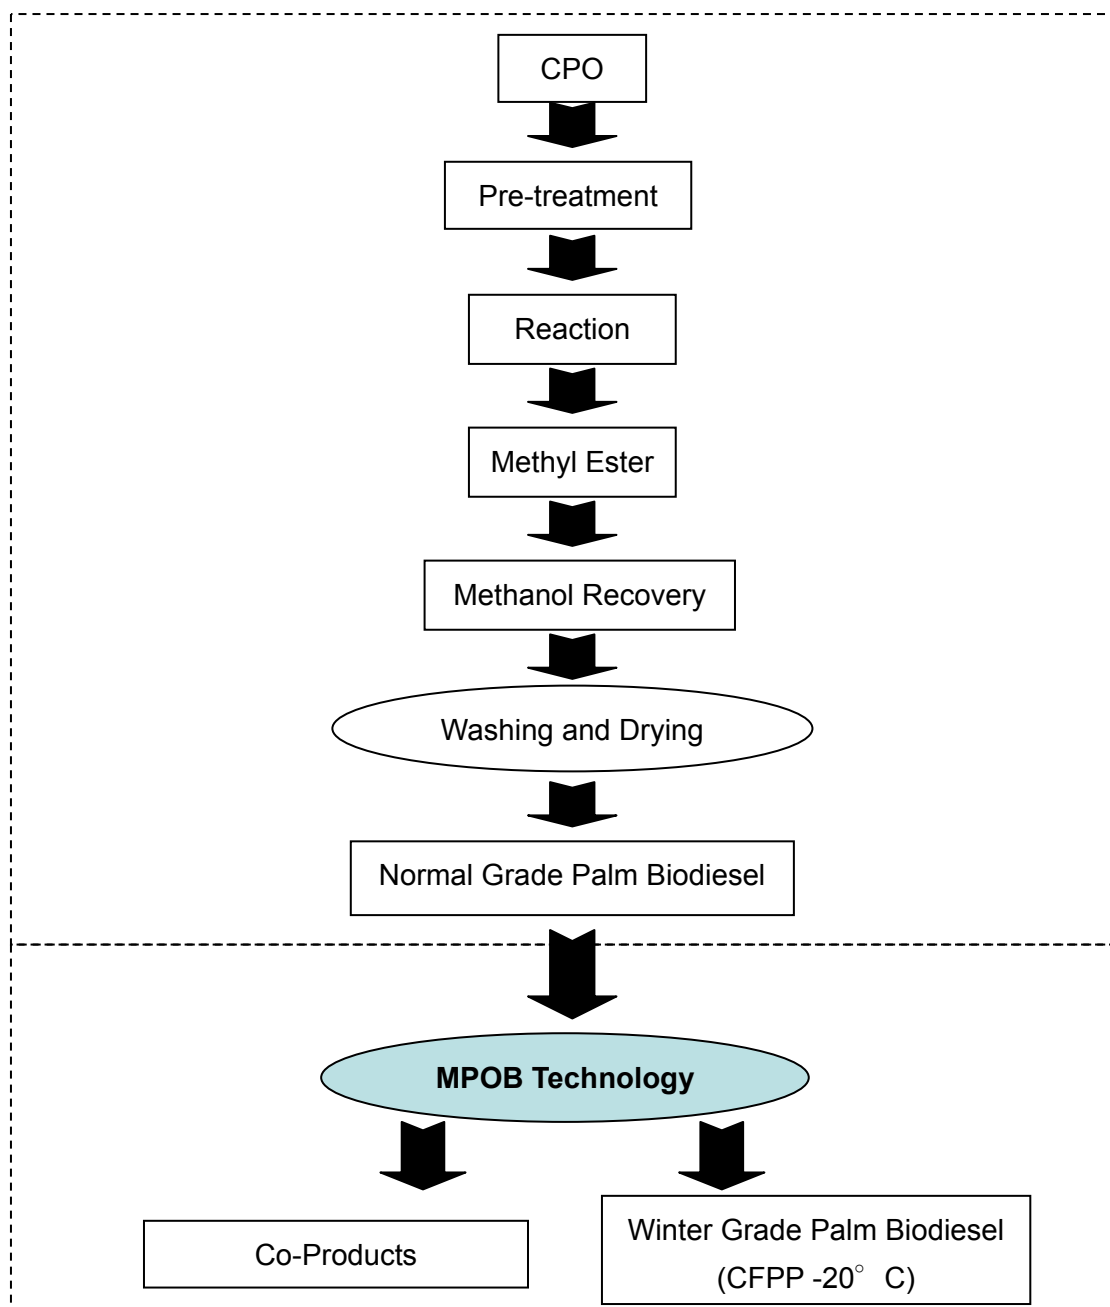 CPO
Pre-treatment
Reaction
Methyl Ester
Methanol Recovery
Washing and Drying
Normal Grade Palm Biodiesel
MPOB Technology
Co-Products
Winter Grade Palm Biodiesel
(CFPP -20° C)